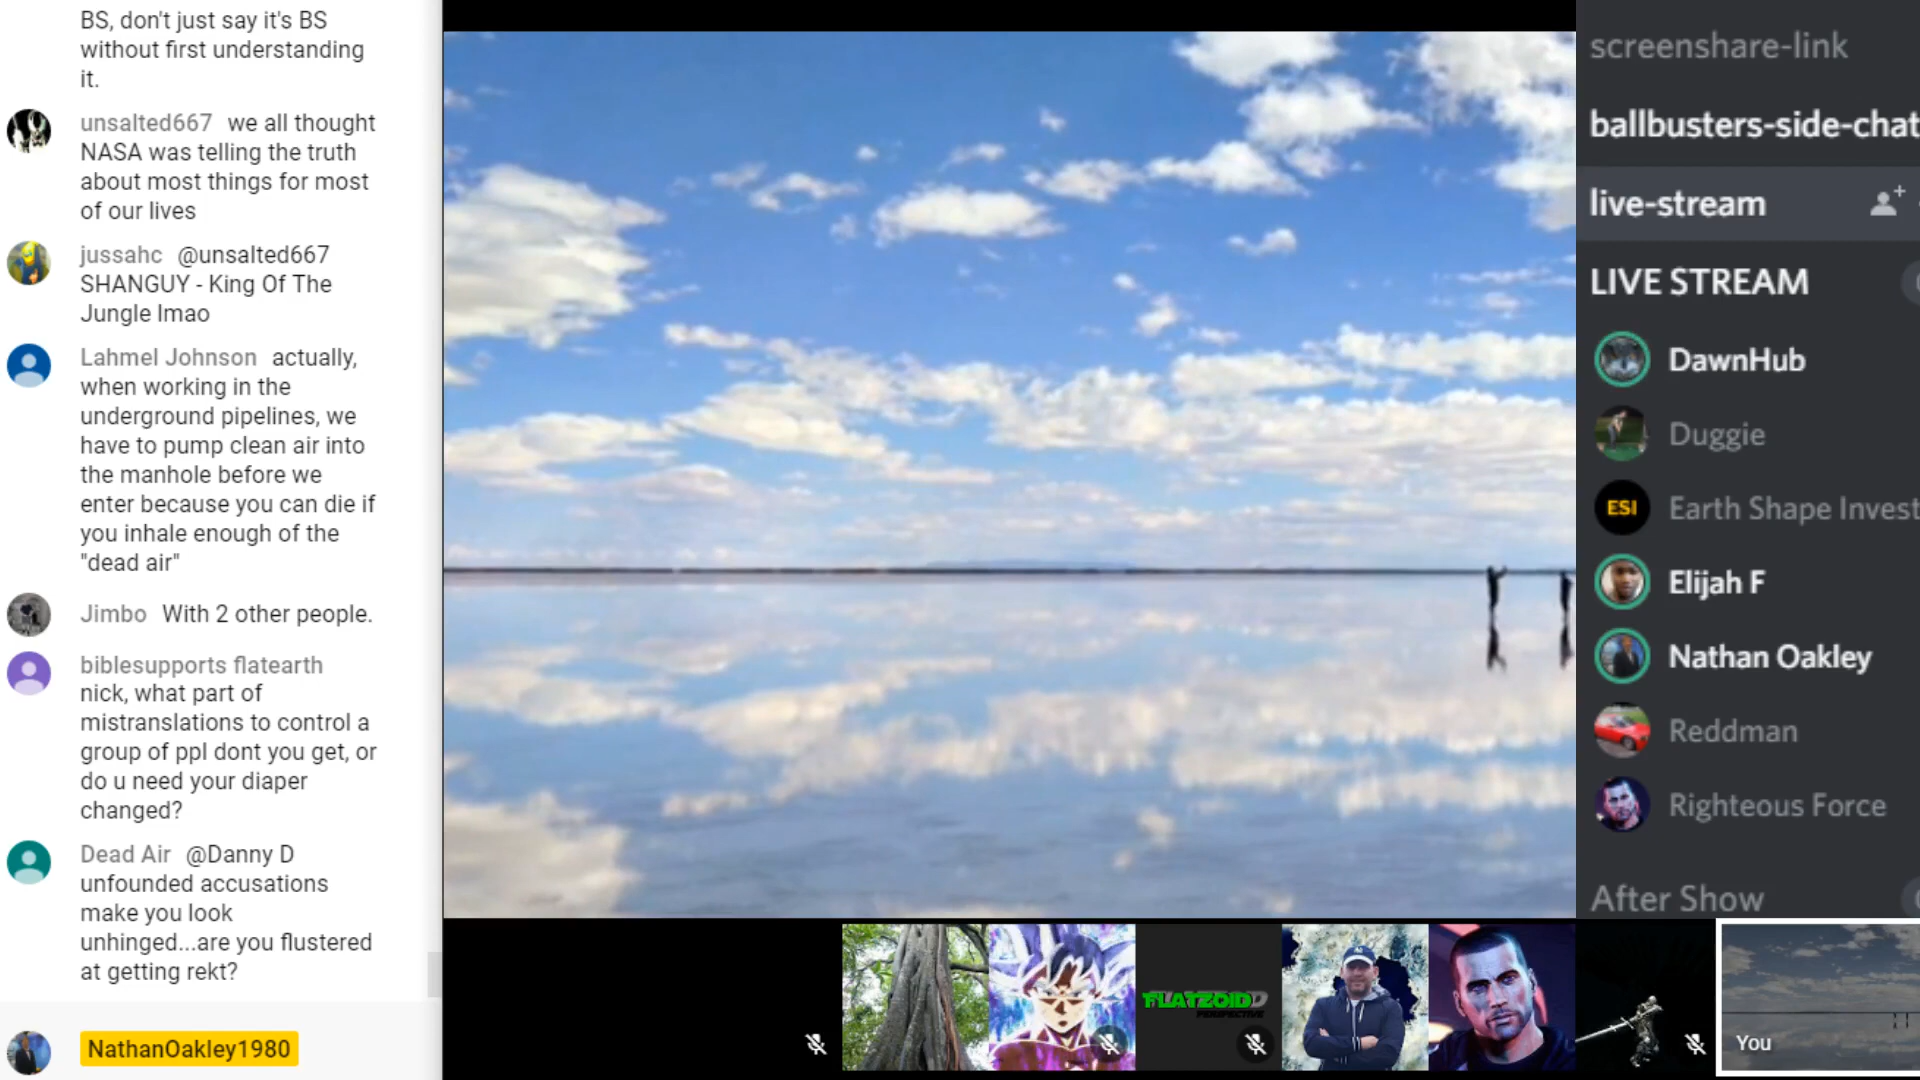 BS, don't just say it's BS
without first understanding
it.
unsalted667 we all thought
NASA was telling the truth
about most things for most
of our lives
jussahc @unsalted667
SHANGUY - King Of The
Jungle lmao
Lahmel Johnson actually,
when working in the
underground pipelines, we
have to pump clean air into
the manhole before we
enter because you can die if
you inhale enough of the
"dead air"
Jimbo With 2 other people.
biblesupports flatearth
nick, what part of
mistranslations to control a
group of ppl dont you get, or
do u need your diaper
changed?
Dead Air @Danny D
unfounded accusations
make you look
unhinged...are you flustered
at getting rekt?
NathanOakley1980
screenshare-link
ballbusters-side-chat
live-stream
LIVE STREAM
DawnHub
Duggie
ESI Earth Shape Invest
Elijah F
Nathan Oakley
Reddman
Righteous Force
After Show
FLATZOIDD
PERSPECTIVE
You